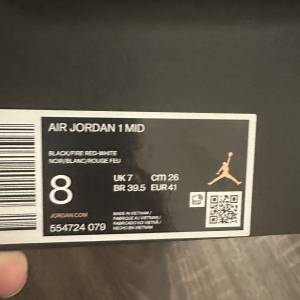 AIR JORDAN 1 MID
BLACK/FIRE RED-WHITE
NOIR/BLANC/ROUGE FEU
8
UK 7 cm 26
BR 39.5 EUR 41
JORDAN.COM
554724 079
MADE IN VIETNAM /
FABRIQUE AU VIETNAM /
HECHO EN VIETNAM